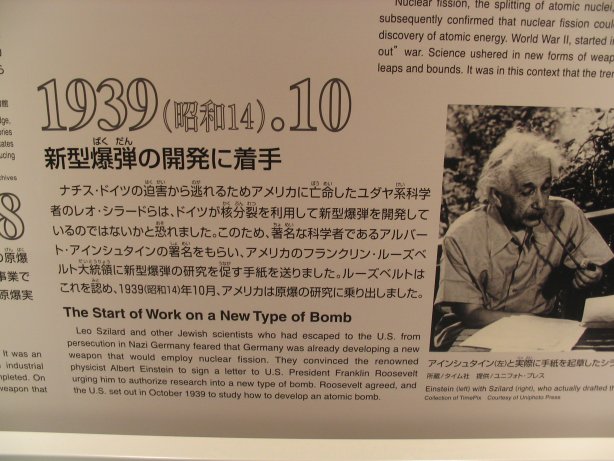 Nuclear fission, the splitting of atomic nuclei,
subsequently confirmed that nuclear fission coul
discovery of atomic energy. World War II, started i
out" war. Science ushered in new forms of weap
leaps and bounds. It was in this context that the tre
1939(昭和14).10
新型爆弾の開発に着手
ナチス・ドイツの迫害から逃れるためアメリカに亡命したユダヤ系科学
者のレオ・シラードらは、ドイツが核分裂を利用して新型爆弾を開発して
いるのではないかと恐れました。このため、著名な科学者であるアルバー
ト・アインシュタインの署名をもらい、アメリカのフランクリン・ルーズベ
ルト大統領に新型爆弾の研究を促す手紙を送りました。ルーズベルトは
これを認め、1939(昭和14)年10月、アメリカは原爆の研究に乗り出しました。
The Start of Work on a New Type of Bomb
Leo Szilard and other Jewish scientists who had escaped to the U.S. from
persecution in Nazi Germany feared that Germany was already developing a new
weapon that would employ nuclear fission. They convinced the renowned
physicist Albert Einstein to sign a letter to U.S. President Franklin Roosevelt
urging him to authorize research into a new type of bomb. Roosevelt agreed, and
the U.S. set out in October 1939 to study how to develop an atomic bomb.
アインシュタイン(左)と実際に手紙を起草したシラ
所蔵/タイム社 提供/ユニフォト・プレス
Einstein (left) with Szilard (right), who actually drafted th
Collection of TimePix Courtesy of Uniphoto Press
8
の原爆
事業で
原爆実
It was an
industrial
mpleted. On
weapon that